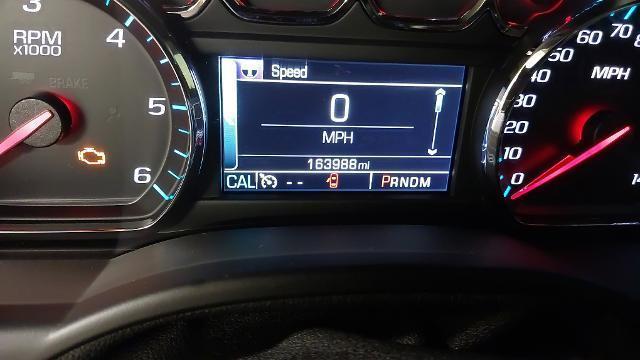 3
4
5
6
RPM
x1000
BRAKE
Speed
0
MPH
163988mi
CAL -- PRNDM
0
10
20
30
40
50
60
70
MPH